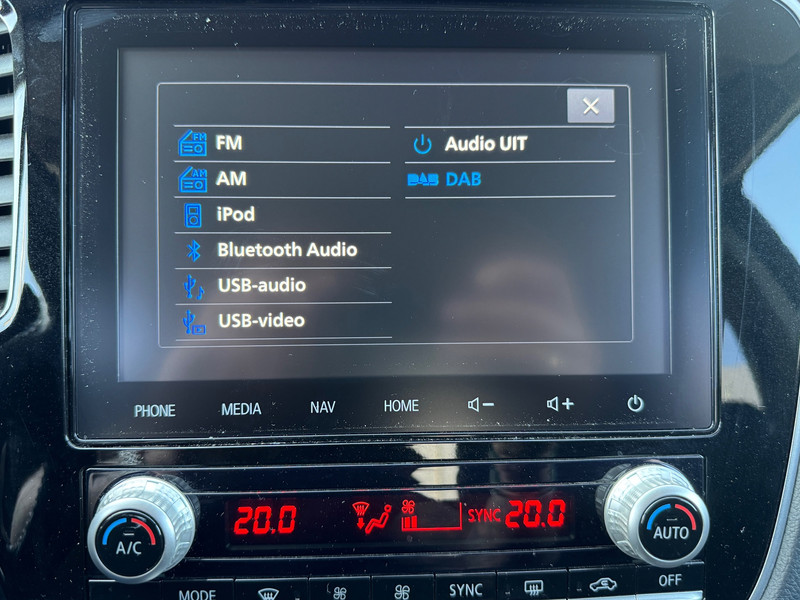 FM
AM
iPod
Bluetooth Audio
USB-audio
USB-video
Audio UIT
DAB DAB
PHONE MEDIA NAV HOME
20.0 SYNC 20.0
A/C AUTO
MODE SYNC OFF